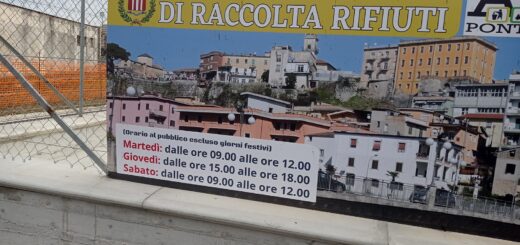 DI RACCOLTA RIFIUTI
PONT
(Orario al pubblico escluso giorni festivi)
Martedì: dalle ore 09.00 alle ore 12.00
Giovedì: dalle ore 15.00 alle ore 18.00
Sabato: dalle ore 09.00 alle ore 12.00